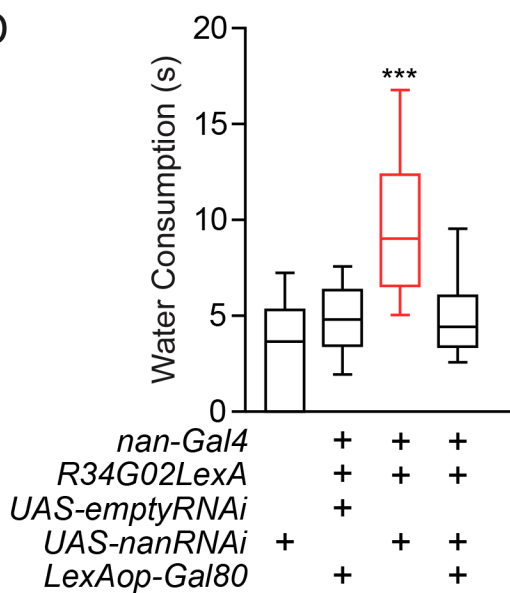 20
***
15
10
5
0
Water Consumption (s)
nan-Gal4 + + +
R34G02LexA + + +
UAS-emptyRNAi +
UAS-nanRNAi + + +
LexAop-Gal80 + +